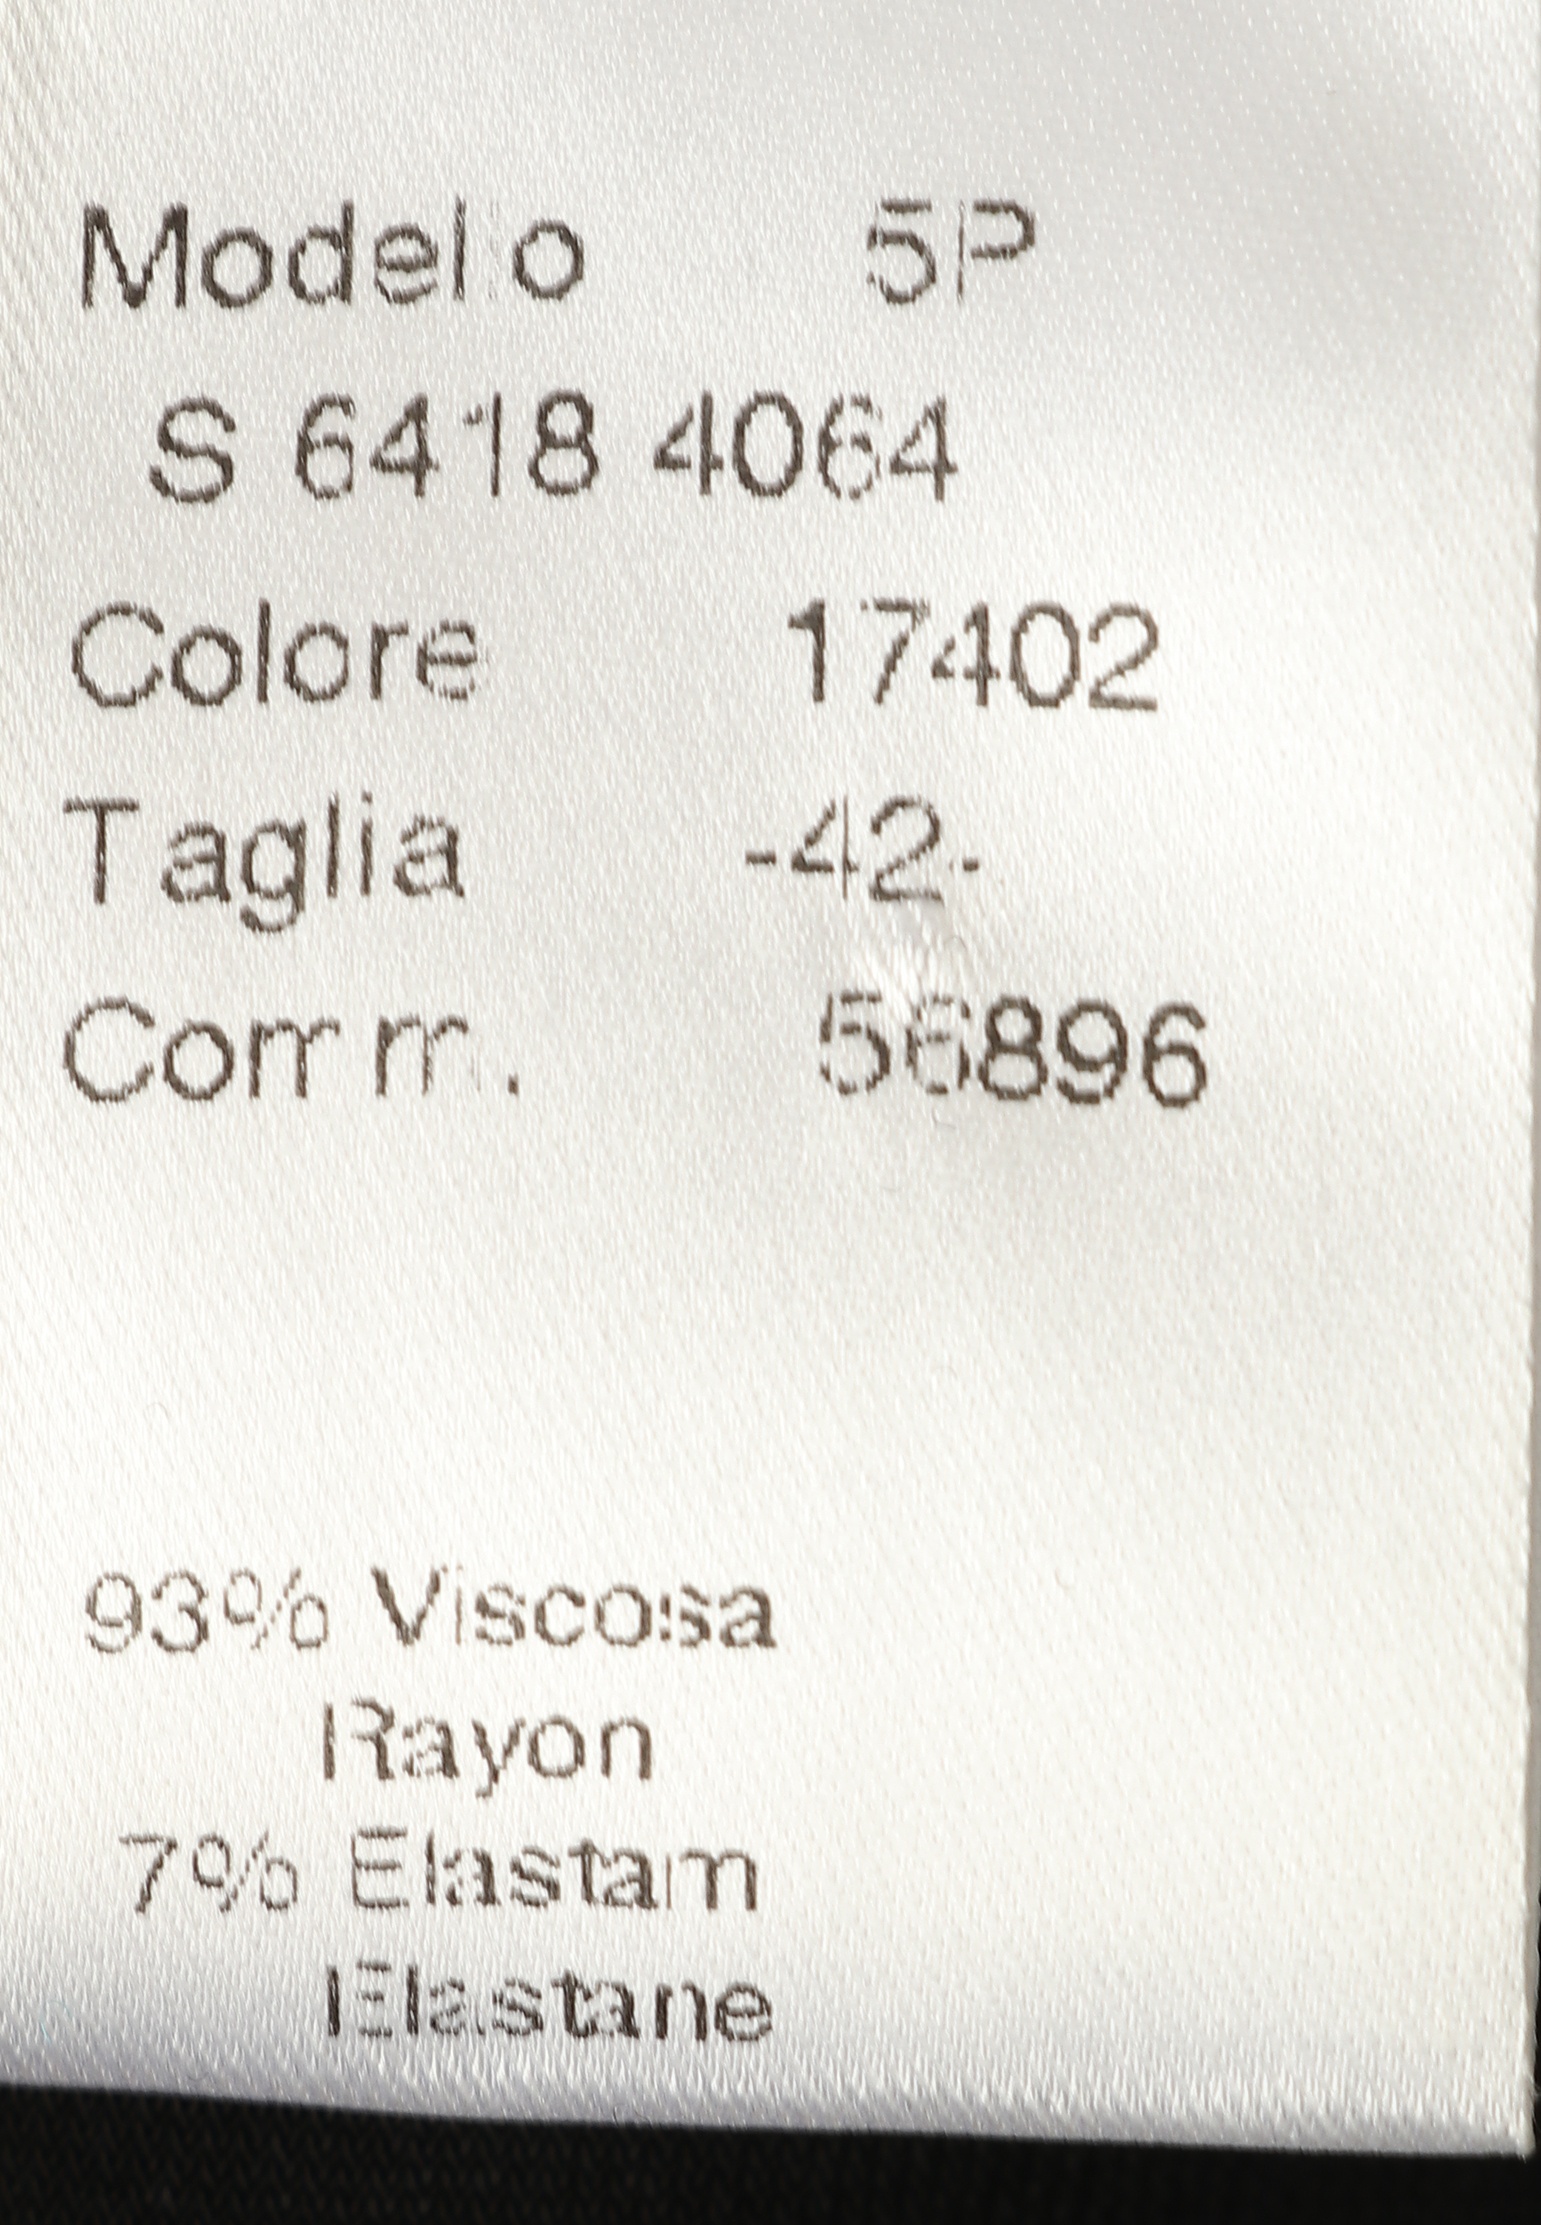 Modello 5P
S 6418 4064
Colore 17402
Taglia -42-
Comm. 56896
93% Viscosa
Rayon
7% Elastam
Elastane